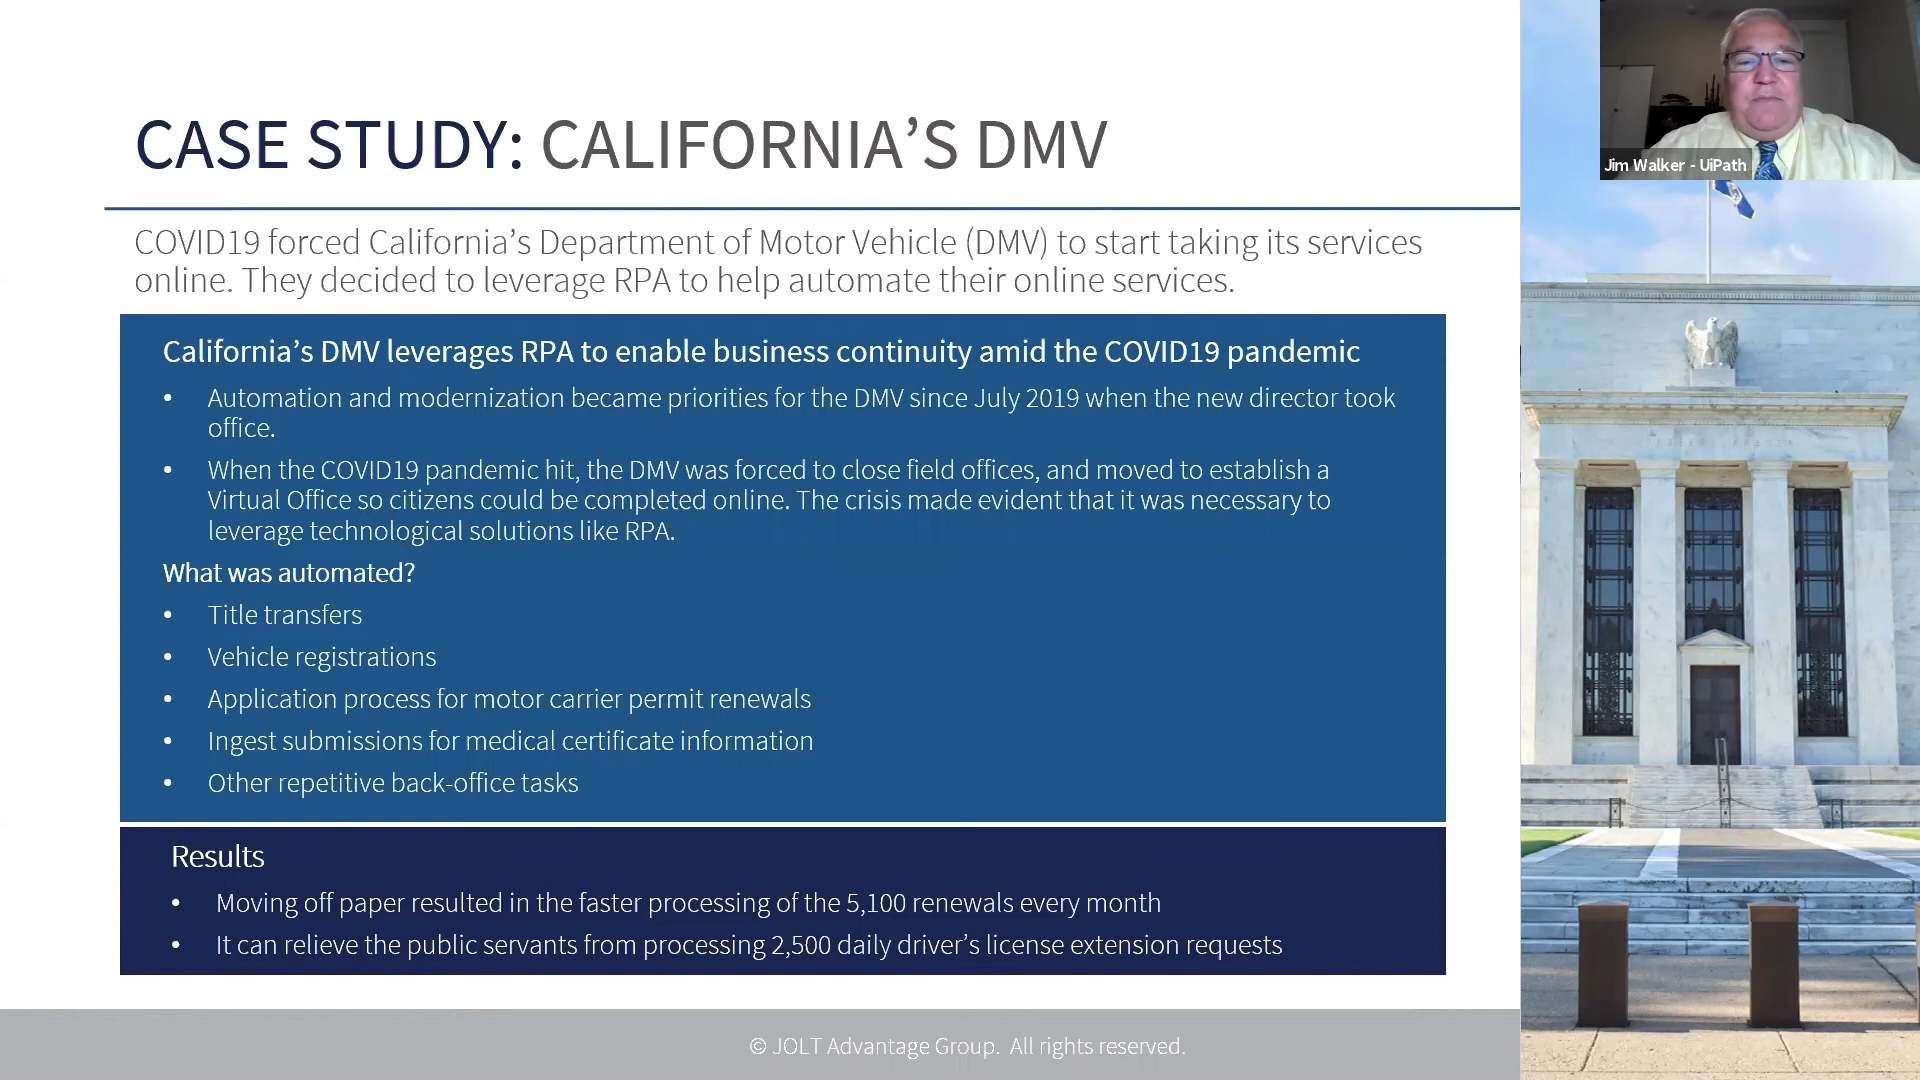 CASE STUDY: CALIFORNIA’S DMV
Jim Walker - UiPath
COVID19 forced California’s Department of Motor Vehicle (DMV) to start taking its services
online. They decided to leverage RPA to help automate their online services.
California’s DMV leverages RPA to enable business continuity amid the COVID19 pandemic
• Automation and modernization became priorities for the DMV since July 2019 when the new director took
office.
• When the COVID19 pandemic hit, the DMV was forced to close field offices, and moved to establish a
Virtual Office so citizens could be completed online. The crisis made evident that it was necessary to
leverage technological solutions like RPA.
What was automated?
• Title transfers
• Vehicle registrations
• Application process for motor carrier permit renewals
• Ingest submissions for medical certificate information
• Other repetitive back-office tasks
Results
• Moving off paper resulted in the faster processing of the 5,100 renewals every month
• It can relieve the public servants from processing 2,500 daily driver’s license extension requests
© JOLT Advantage Group. All rights reserved.